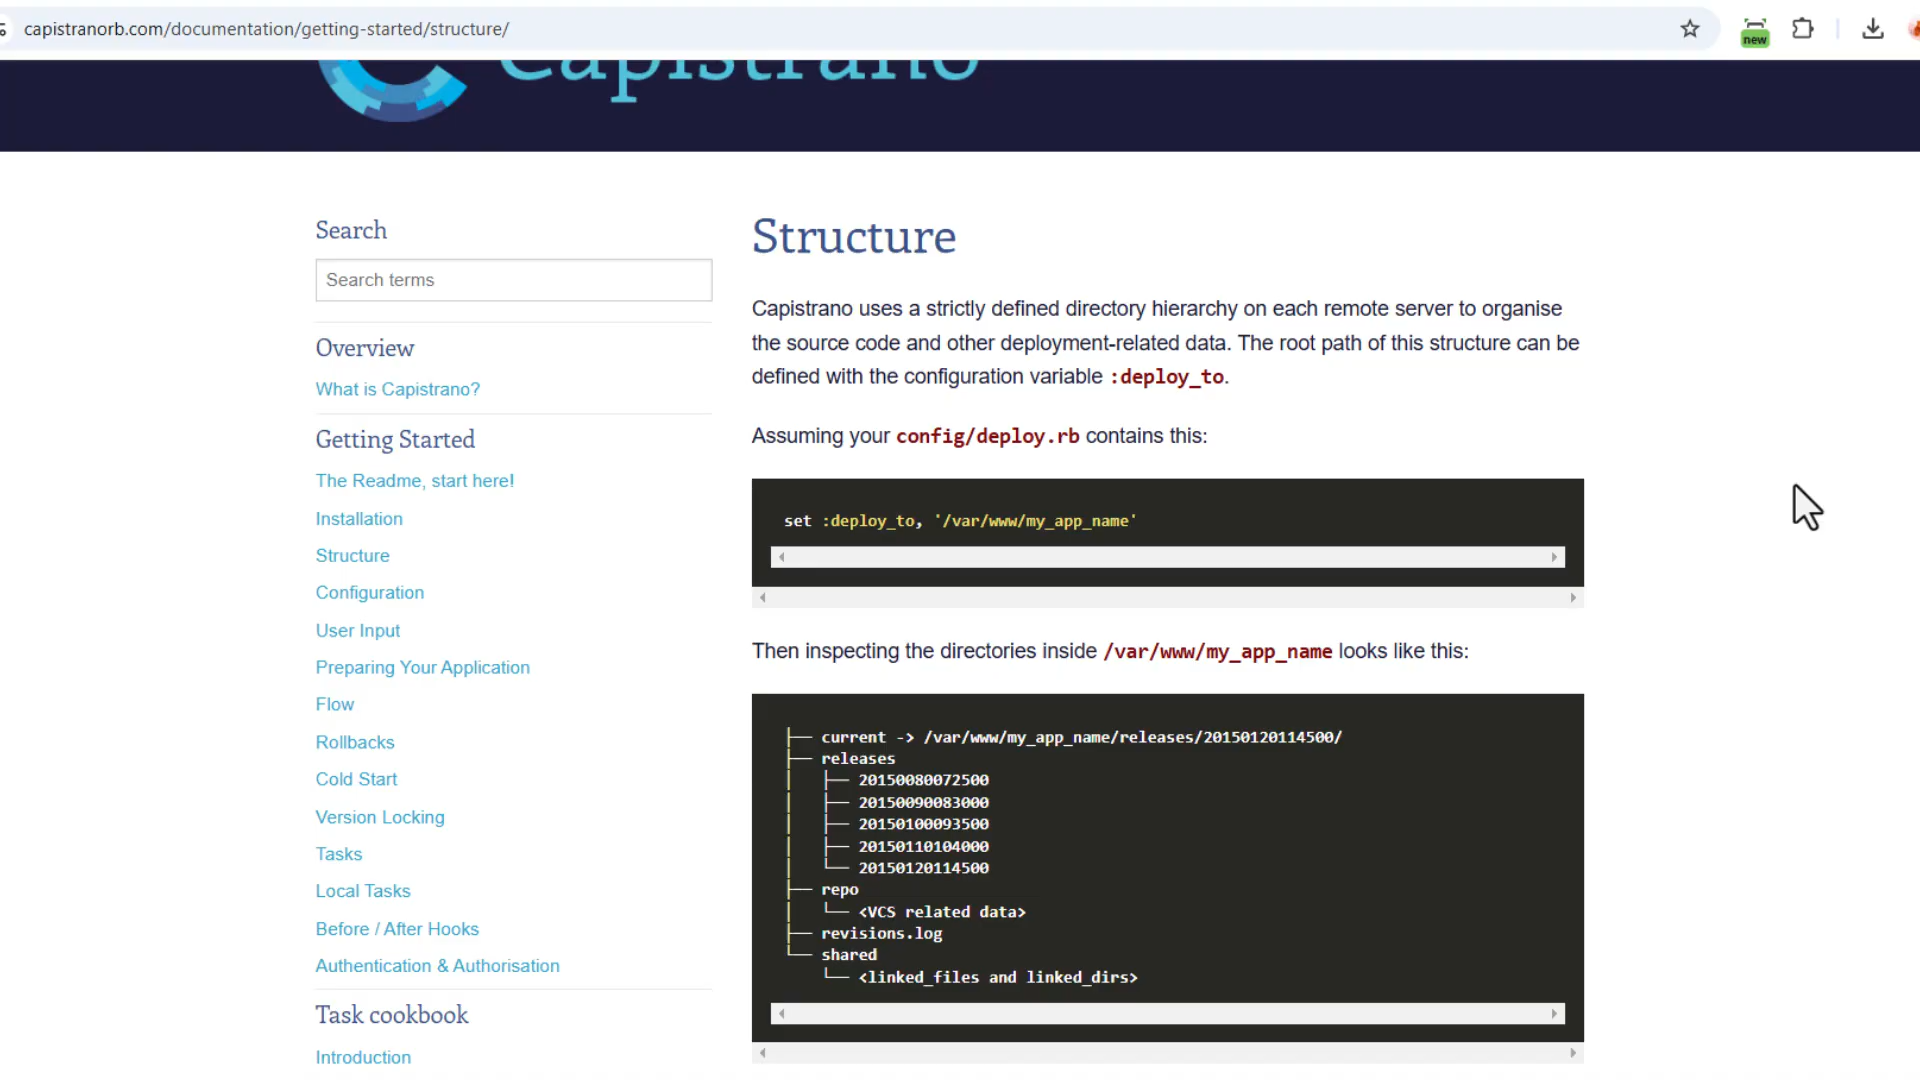 capistranorb.com/documentation/getting-started/structure/
new
Capistrano
Search
Search terms
Overview
What is Capistrano?
Getting Started
The Readme, start here!
Installation
Structure
Configuration
User Input
Preparing Your Application
Flow
Rollbacks
Cold Start
Version Locking
Tasks
Local Tasks
Before / After Hooks
Authentication & Authorisation
Task cookbook
Introduction
Structure
Capistrano uses a strictly defined directory hierarchy on each remote server to organise
the source code and other deployment-related data. The root path of this structure can be
defined with the configuration variable :deploy_to.
Assuming your config/deploy.rb contains this:
set :deploy_to, '/var/www/my_app_name'
Then inspecting the directories inside /var/www/my_app_name looks like this:
├── current -> /var/www/my_app_name/releases/20150120114500/
├── releases
│   ├── 20150080072500
│   ├── 20150090083000
│   ├── 20150100093500
│   ├── 20150110104000
│   └── 20150120114500
├── repo
│   └── <VCS related data>
├── revisions.log
└── shared
    └── <linked_files and linked_dirs>